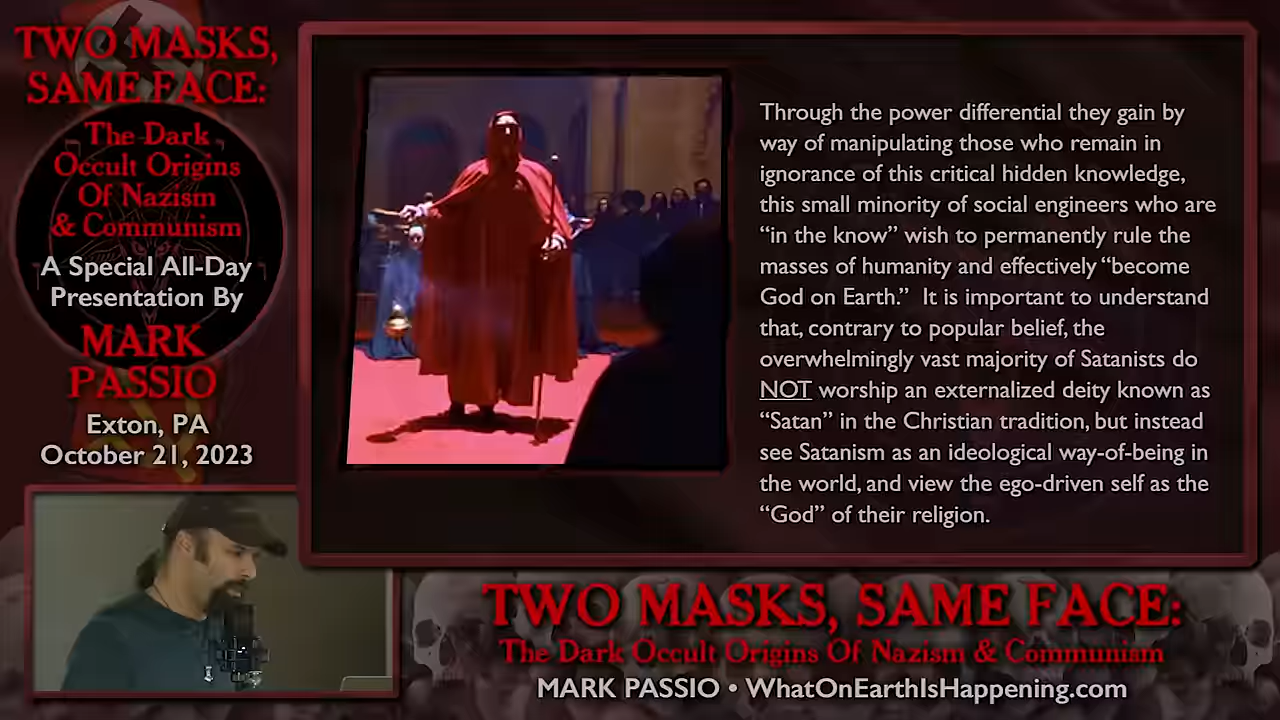 TWO MASKS,
SAME FACE:
The Dark
Occult Origins
Of Nazism
& Communism
A Special All-Day
Presentation By
MARK
PASSIO
Exton, PA
October 21, 2023
Through the power differential they gain by
way of manipulating those who remain in
ignorance of this critical hidden knowledge,
this small minority of social engineers who are
“in the know” wish to permanently rule the
masses of humanity and effectively “become
God on Earth.”  It is important to understand
that, contrary to popular belief, the
overwhelmingly vast majority of Satanists do
NOT worship an externalized deity known as
“Satan” in the Christian tradition, but instead
see Satanism as an ideological way-of-being in
the world, and view the ego-driven self as the
“God” of their religion.
TWO MASKS, SAME FACE:
The Dark Occult Origins Of Nazism & Communism
MARK PASSIO • WhatOnEarthIsHappening.com